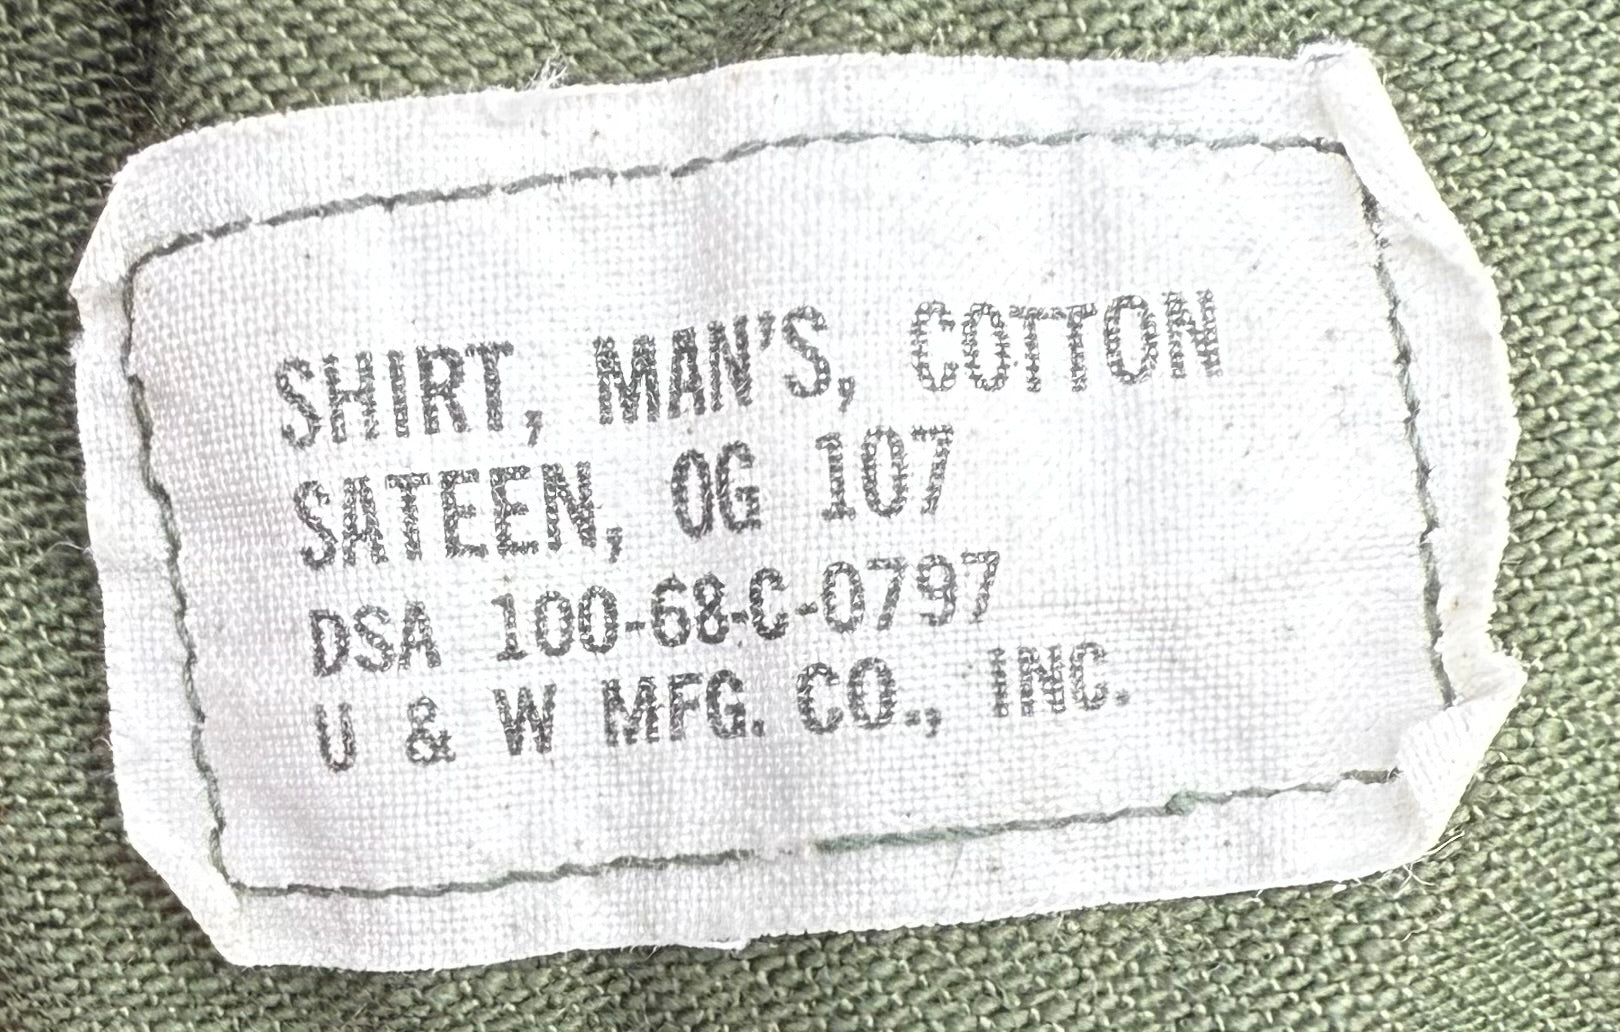 SHIRT, MAN'S, COTTON
SATEEN, OG 107
DSA 100-68-C-0797
U & W MFG. CO., INC.